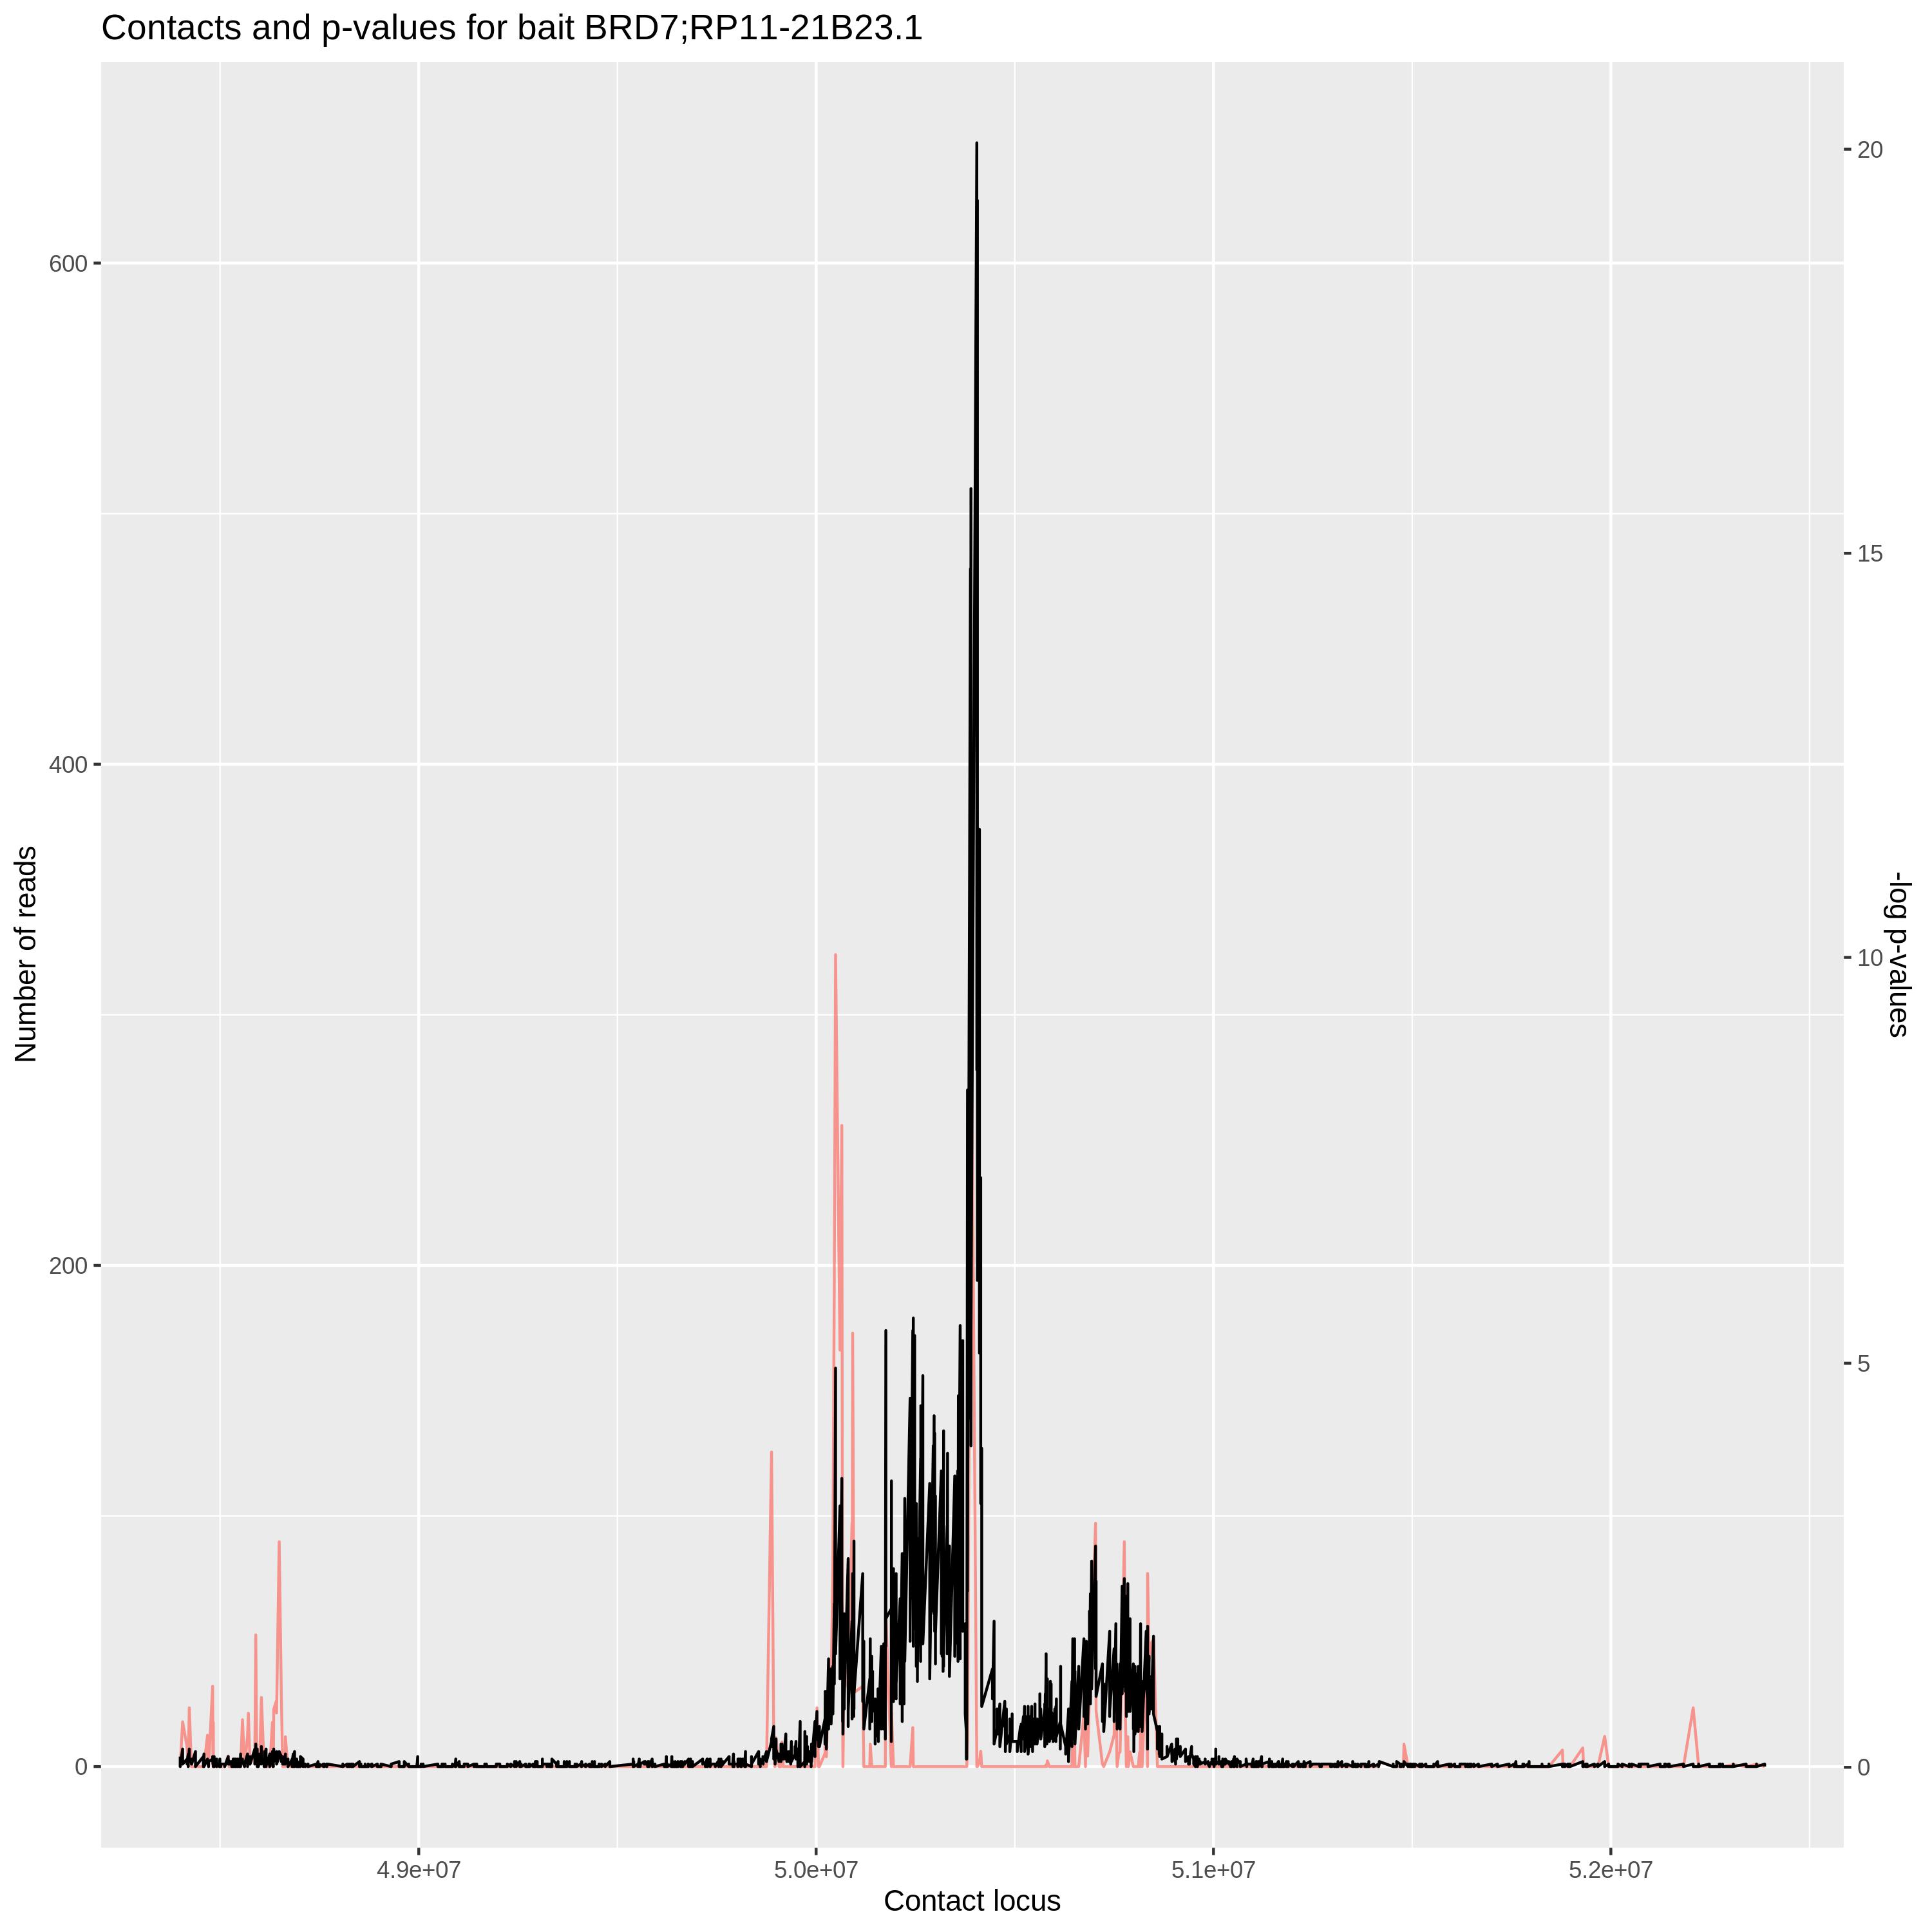 Contacts and p-values for bait BRD7;RP11-21B23.1
Number of reads
600
400
200
0
20
15
10
5
0
-log p-values
4.9e+07 5.0e+07 5.1e+07 5.2e+07
Contact locus